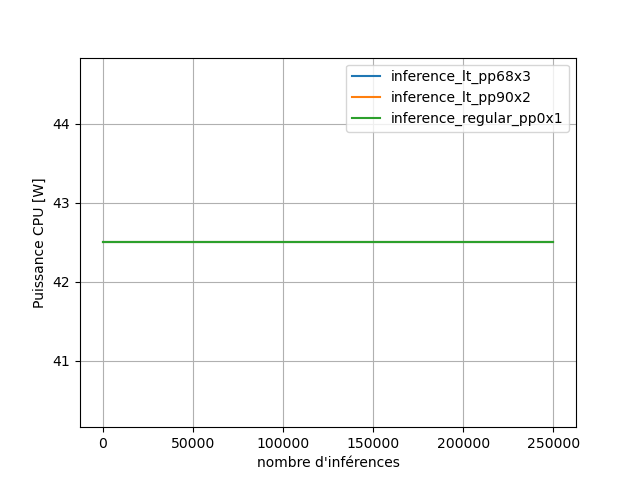 inference_lt_pp68x3
inference_lt_pp90x2
inference_regular_pp0x1
44
43
42
41
Puissance CPU [W]
0
50000
100000
150000
200000
250000
nombre d'inférences